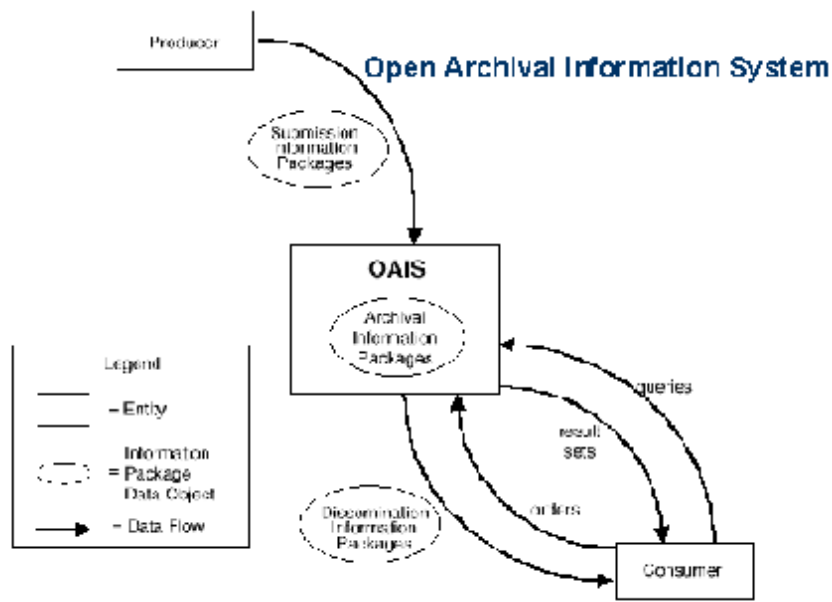 Producer
Open Archival Information System
Submission
Information
Packages
OAIS
Archival
Information
Packages
Legend
= Entity
Information
= Package
Data Object
= Data Flow
queries
result
sets
orders
Dissemination
Information
Packages
Consumer